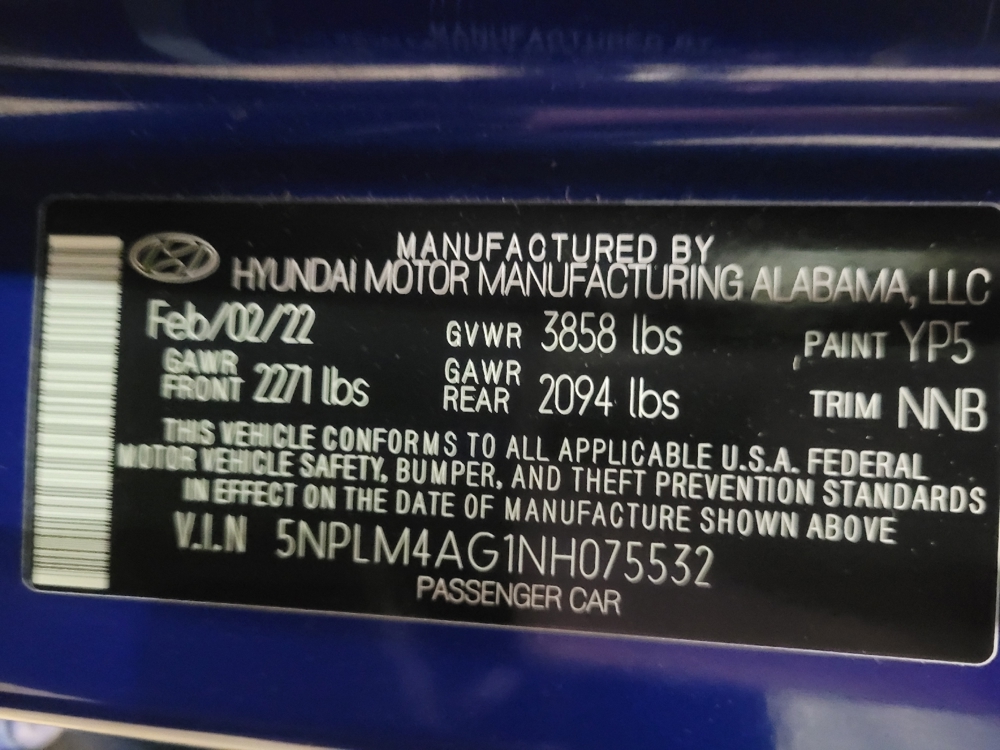 MANUFACTURED BY
HYUNDAI MOTOR MANUFACTURING ALABAMA, LLC
Feb/02/22 GVWR 3858 lbs PAINT YP5
GAWR FRONT 2271 lbs GAWR REAR 2094 lbs TRIM NNB
THIS VEHICLE CONFORMS TO ALL APPLICABLE U.S.A. FEDERAL
MOTOR VEHICLE SAFETY, BUMPER, AND THEFT PREVENTION STANDARDS
IN EFFECT ON THE DATE OF MANUFACTURE SHOWN ABOVE
V.I.N 5NPLM4AG1NH075532
PASSENGER CAR